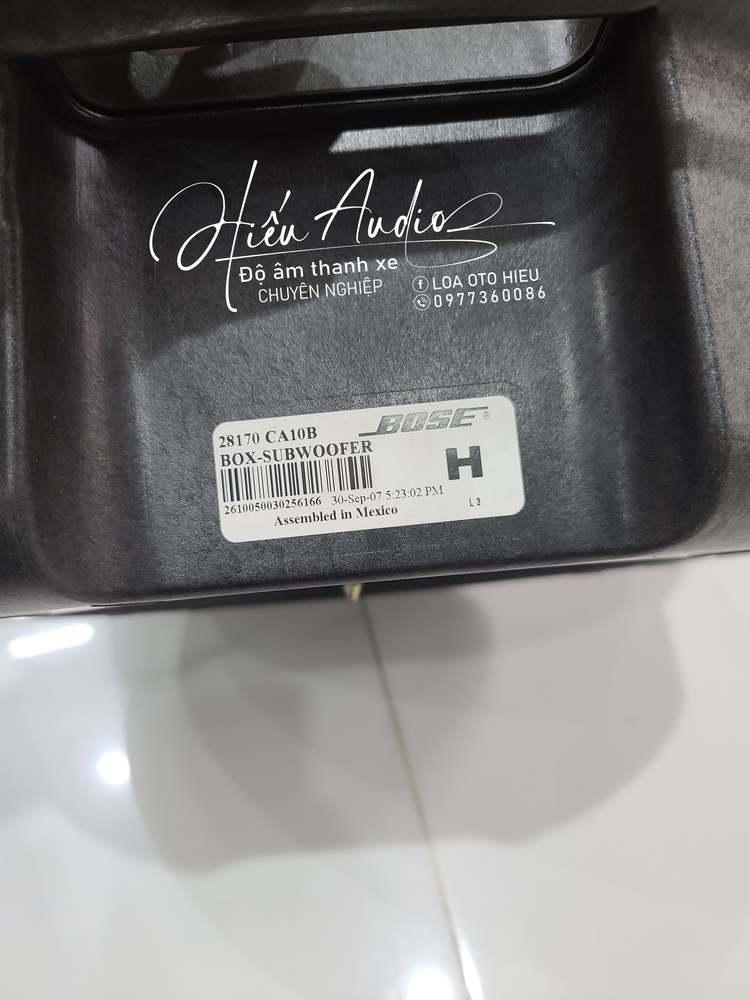 Hiếu Audio
Độ âm thanh xe
CHUYÊN NGHIỆP
LOA OTO HIEU
0977360086
28170 CA10B
BOSE®
BOX-SUBWOOFER
H
2610050030256166 30-Sep-07 5:23:02 PM
Assembled in Mexico
L3